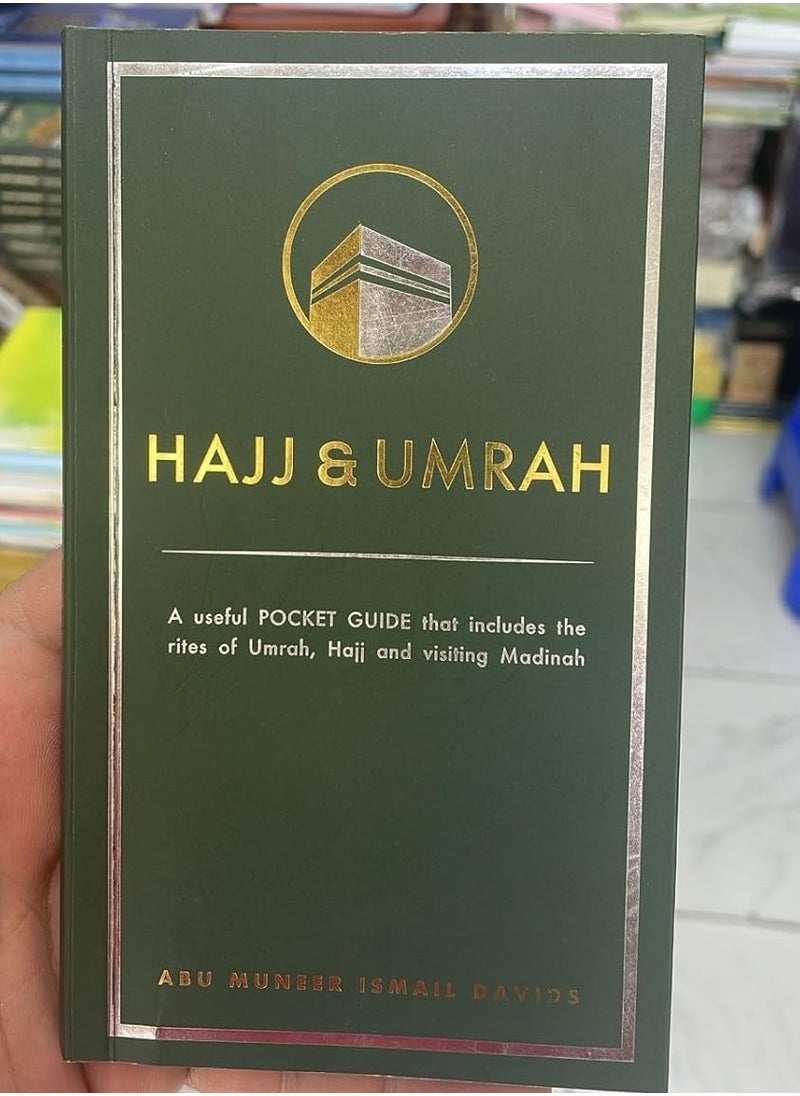 HAJJ & UMRAH
A useful POCKET GUIDE that includes the
rites of Umrah, Hajj and visiting Madinah
ABU MUNEER ISMAIL DAVIDS